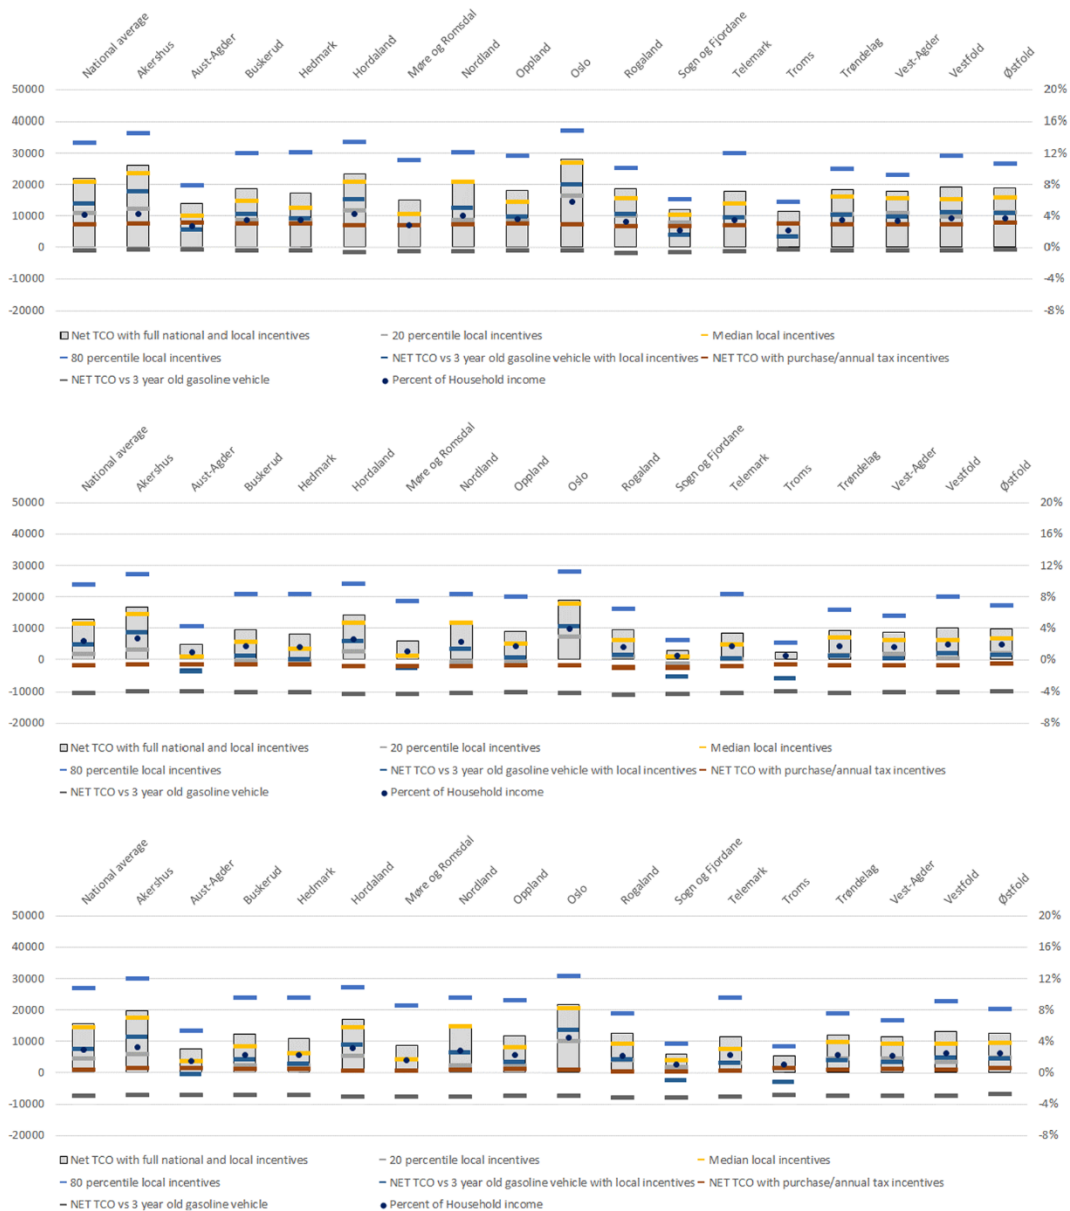 National average Akershus Aust-Agder Buskerud Hedmark Hordaland Møre og Romsdal Nordland Oppland Oslo Rogaland Sogn og Fjordane Telemark Troms Trøndelag Vest-Agder Vestfold Østfold
50000 20%
40000 16%
30000 12%
20000 8%
10000 4%
0 0%
-10000 -4%
-20000 -8%
Net TCO with full national and local incentives 20 percentile local incentives Median local incentives
80 percentile local incentives NET TCO vs 3 year old gasoline vehicle with local incentives NET TCO with purchase/annual tax incentives
NET TCO vs 3 year old gasoline vehicle Percent of Household income
National average Akershus Aust-Agder Buskerud Hedmark Hordaland Møre og Romsdal Nordland Oppland Oslo Rogaland Sogn og Fjordane Telemark Troms Trøndelag Vest-Agder Vestfold Østfold
50000 20%
40000 16%
30000 12%
20000 8%
10000 4%
0 0%
-10000 -4%
-20000 -8%
Net TCO with full national and local incentives 20 percentile local incentives Median local incentives
80 percentile local incentives NET TCO vs 3 year old gasoline vehicle with local incentives NET TCO with purchase/annual tax incentives
NET TCO vs 3 year old gasoline vehicle Percent of Household income
National average Akershus Aust-Agder Buskerud Hedmark Hordaland Møre og Romsdal Nordland Oppland Oslo Rogaland Sogn og Fjordane Telemark Troms Trøndelag Vest-Agder Vestfold Østfold
50000 20%
40000 16%
30000 12%
20000 8%
10000 4%
0 0%
-10000 -4%
-20000 -8%
Net TCO with full national and local incentives 20 percentile local incentives Median local incentives
80 percentile local incentives NET TCO vs 3 year old gasoline vehicle with local incentives NET TCO with purchase/annual tax incentives
NET TCO vs 3 year old gasoline vehicle Percent of Household income